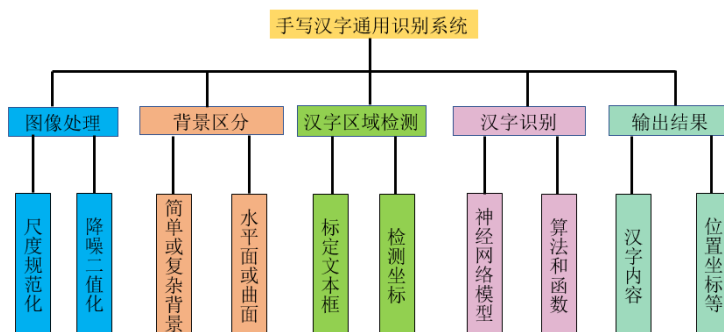 手写汉字通用识别系统
图像处理
背景区分
汉字区域检测
汉字识别
输出结果
尺度规范化
降噪二值化
简单或复杂背景
水平面或曲面
标定文本框
检测坐标
神经网络模型
算法和函数
汉字内容
位置坐标等